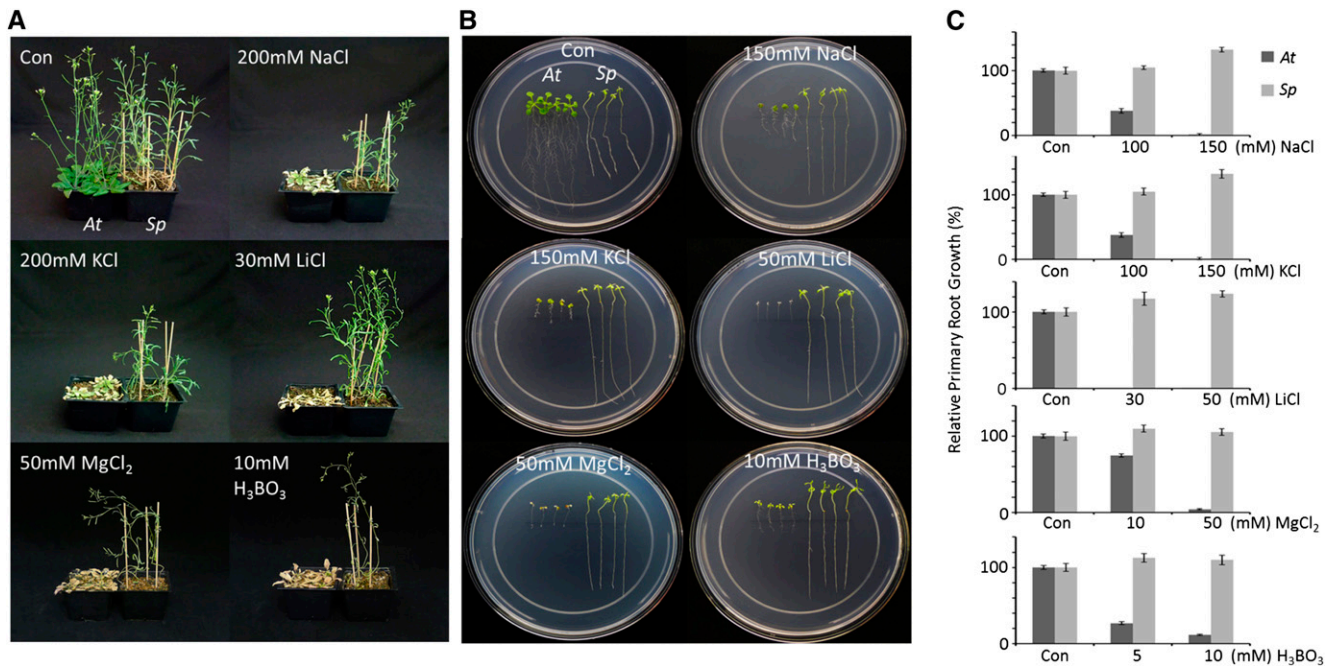 A
Con
At
Sp
200mM NaCl
200mM KCl
30mM LiCl
50mM MgCl₂
10mM
H₃BO₃
B
Con
At
Sp
150mM NaCl
150mM KCl
50mM LiCl
50mM MgCl₂
10mM H₃BO₃
C
At
Sp
Relative Primary Root Growth (%)
100
0
Con 100 150 (mM) NaCl
100
0
Con 100 150 (mM) KCl
100
0
Con 30 50 (mM) LiCl
100
0
Con 10 50 (mM) MgCl₂
100
0
Con 5 10 (mM) H₃BO₃